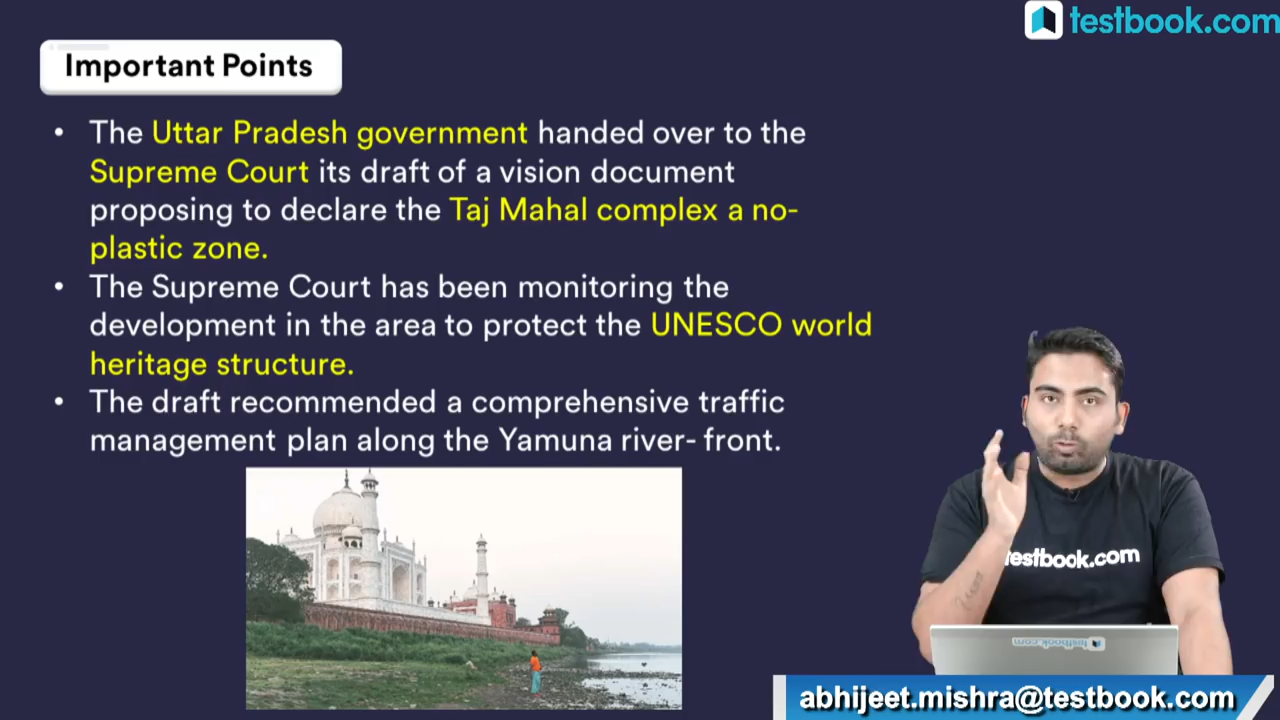 testbook.com
Important Points
• The Uttar Pradesh government handed over to the
Supreme Court its draft of a vision document
proposing to declare the Taj Mahal complex a no-
plastic zone.
• The Supreme Court has been monitoring the
development in the area to protect the UNESCO world
heritage structure.
• The draft recommended a comprehensive traffic
management plan along the Yamuna river- front.
testbook.com
testbook.com
abhijeet.mishra@testbook.com